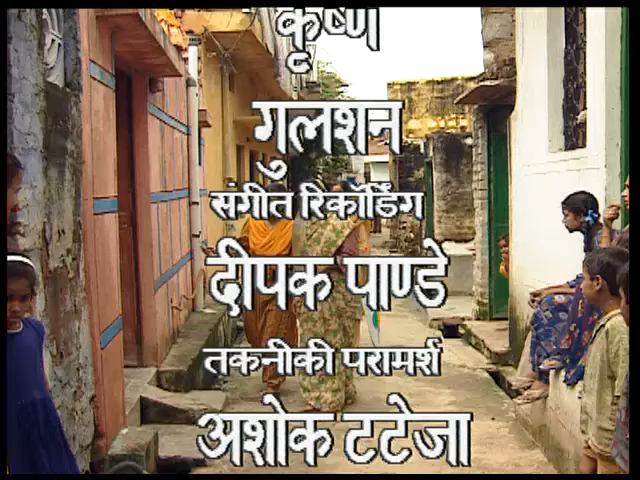 कृष्ण
गुलशन
संगीत रिकॉर्डिंग
दीपक पाण्डे
तकनीकी परामर्श
अशोक टटेजा